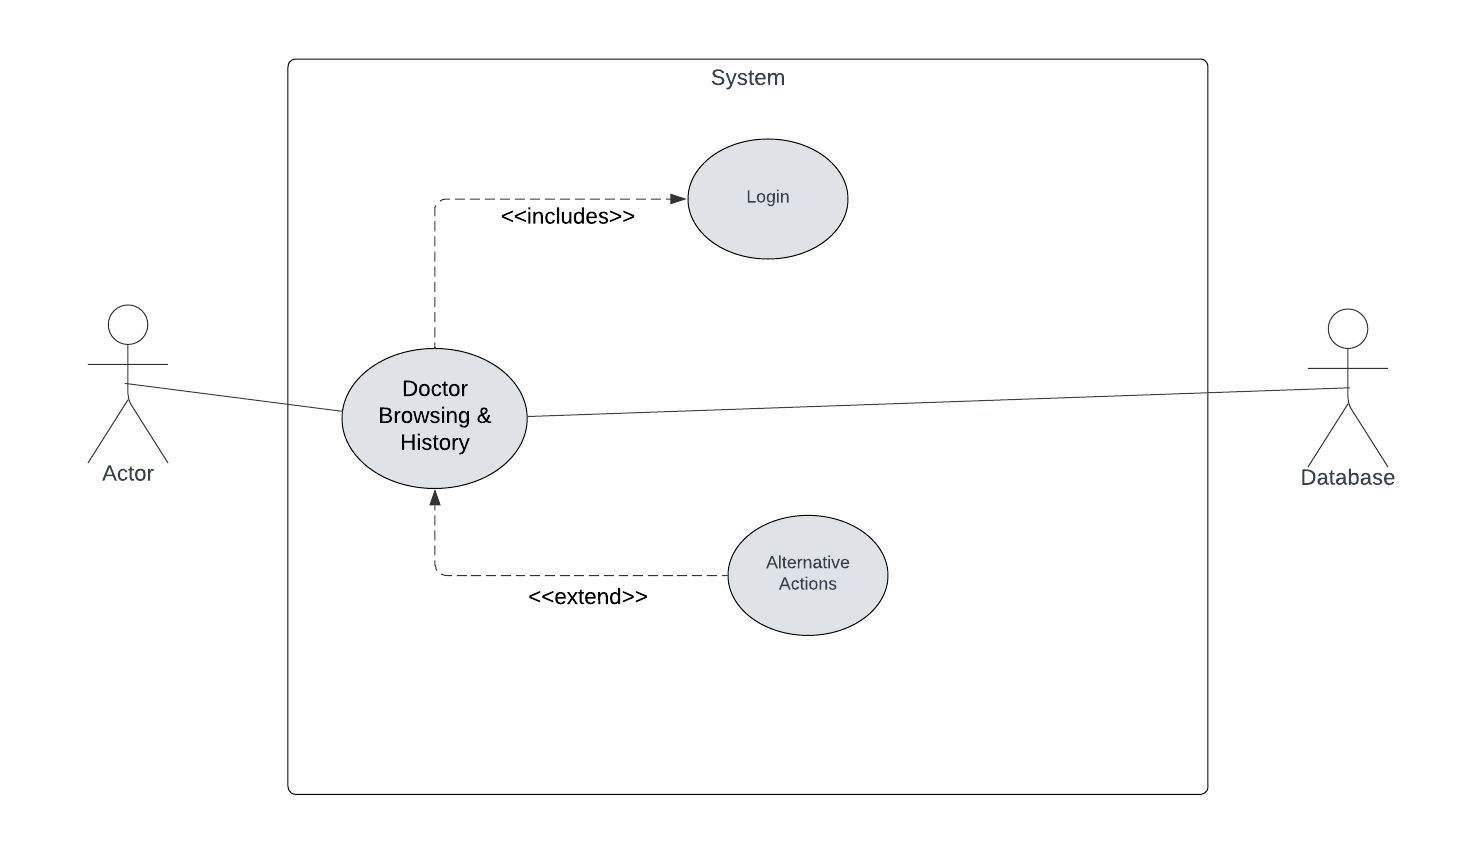 System
Login
<<includes>>
Doctor
Browsing &
History
Actor
Database
Alternative
Actions
<<extend>>